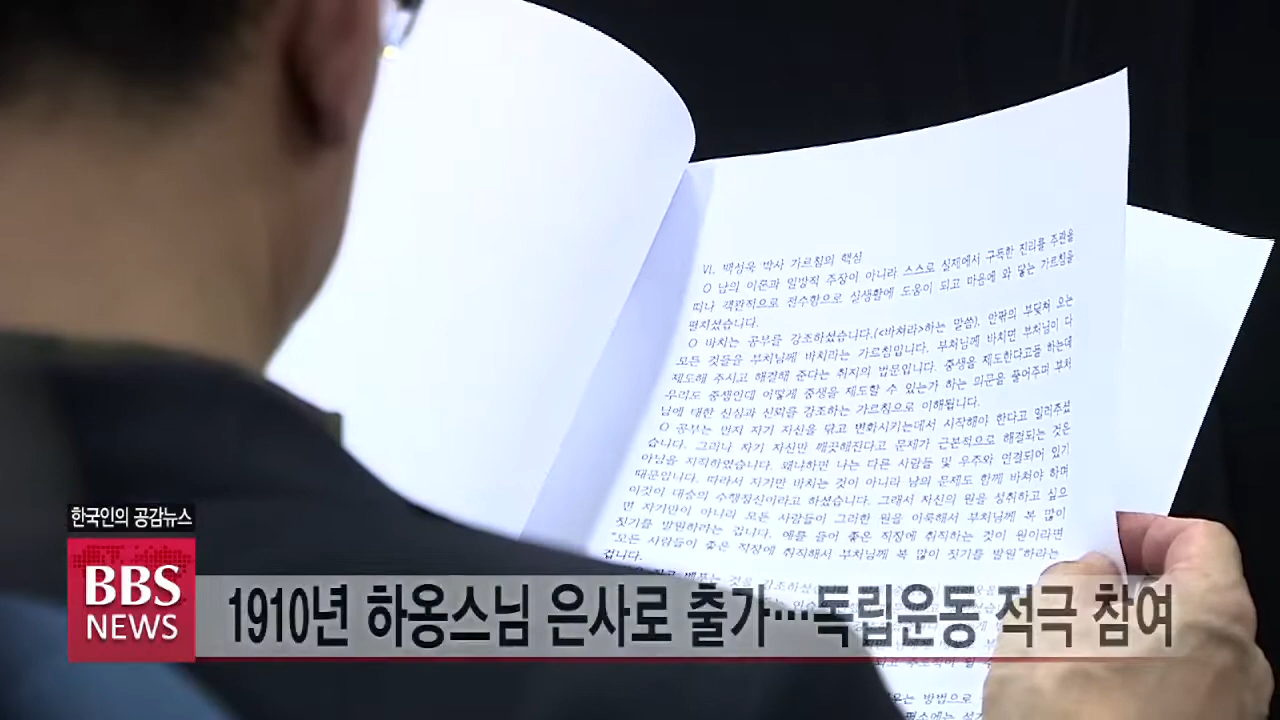 VI. 백성욱 박사 가르침의 핵심
O 남의 이론과 일방적 주장이 아니라 스스로 실제에서 구득한 진리를 주관을
떠나 객관적으로 전수함으로 실생활에 도움이 되고 마음에 와 닿는 가르침을
펼치셨습니다.
O 바치는 공부를 강조하셨습니다.(<바쳐라>하는 말씀). 안팎의 부딪쳐 오는
모든 것들을 부처님께 바치라는 가르침입니다. 부처님께 바치면 부처님이 다
제도해 주시고 해결해 준다는 취지의 법문입니다. 중생을 제도한다고들 하는데
우리도 중생인데 어떻게 중생을 제도할 수 있는가 하는 의문을 풀어주며 부처
님에 대한 신심과 신뢰를 강조하는 가르침으로 이해됩니다.
O 공부는 먼저 자기 자신을 닦고 변화시키는데서 시작해야 한다고 일러주셨
습니다. 그러나 자기 자신만 깨끗해진다고 문제가 근본적으로 해결되는 것은
아님을 지적하였습니다. 왜냐하면 나는 다른 사람들 및 우주와 연결되어 있기
때문입니다. 따라서 자기만 바치는 것이 아니라 남의 문제도 함께 바쳐야 하며
이것이 대승의 수행정신이라고 하셨습니다. 그래서 자신의 원을 성취하고 싶으
면 자기만이 아니라 모든 사람들이 그러한 원을 이룩해서 부처님께 복 많이
짓기를 발원하라는 겁니다. 예를 들어 좋은 직장에 취직하는 것이 원이라면
"모든 사람들이 좋은 직장에 취직해서 부처님께 복 많이 짓기를 발원"하라는
겁니다.
한국인의 공감뉴스
BBS
NEWS
1910년 하옹스님 은사로 출가…독립운동 적극 참여